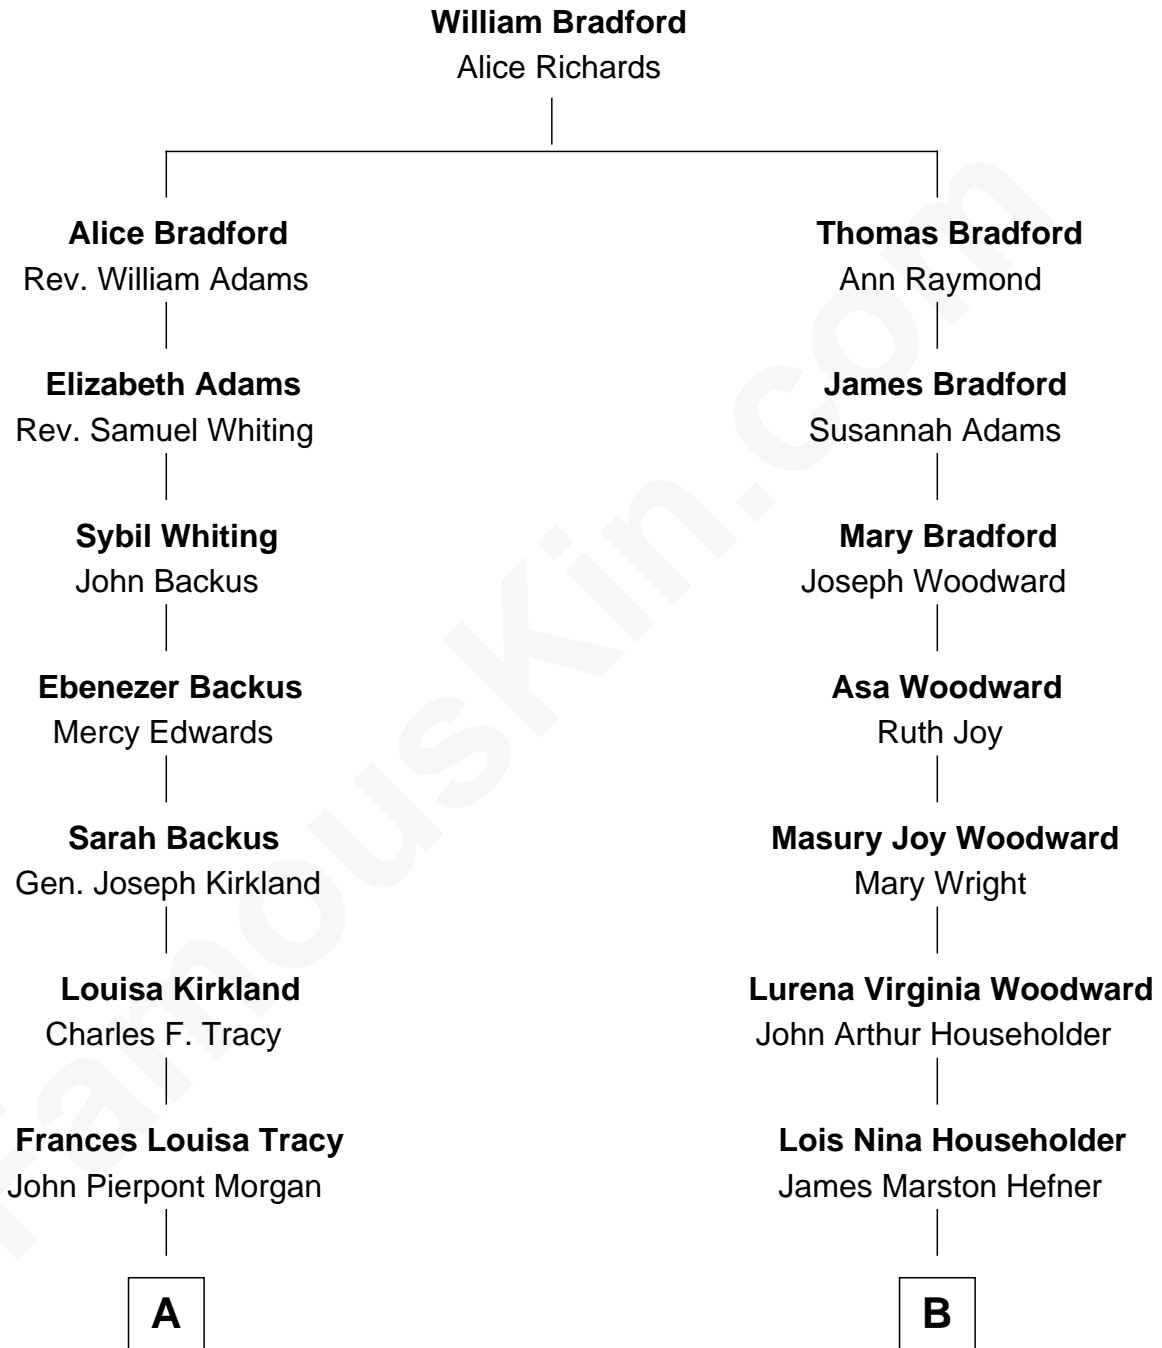 William Bradford
Alice Richards
Alice Bradford
Rev. William Adams
Thomas Bradford
Ann Raymond
Elizabeth Adams
Rev. Samuel Whiting
James Bradford
Susannah Adams
Sybil Whiting
John Backus
Mary Bradford
Joseph Woodward
Ebenezer Backus
Mercy Edwards
Asa Woodward
Ruth Joy
Sarah Backus
Gen. Joseph Kirkland
Masury Joy Woodward
Mary Wright
Louisa Kirkland
Charles F. Tracy
Lurena Virginia Woodward
John Arthur Householder
Frances Louisa Tracy
John Pierpont Morgan
Lois Nina Householder
James Marston Hefner
A
B
FamousKin.com